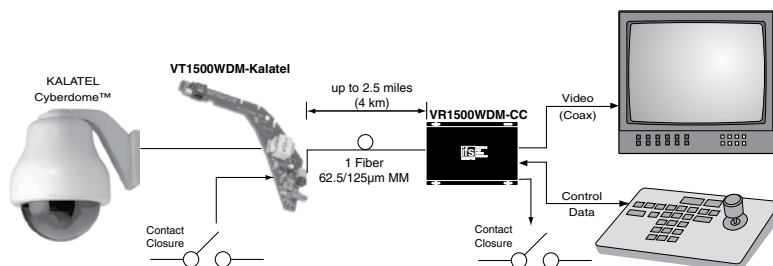 KALATEL
Cyberdome™
VT1500WDM-Kalatel
up to 2.5 miles
(4 km)
VR1500WDM-CC
Video
(Coax)
ifs
1 Fiber
62.5/125µm MM
Contact
Closure
Contact
Closure
Control
Data